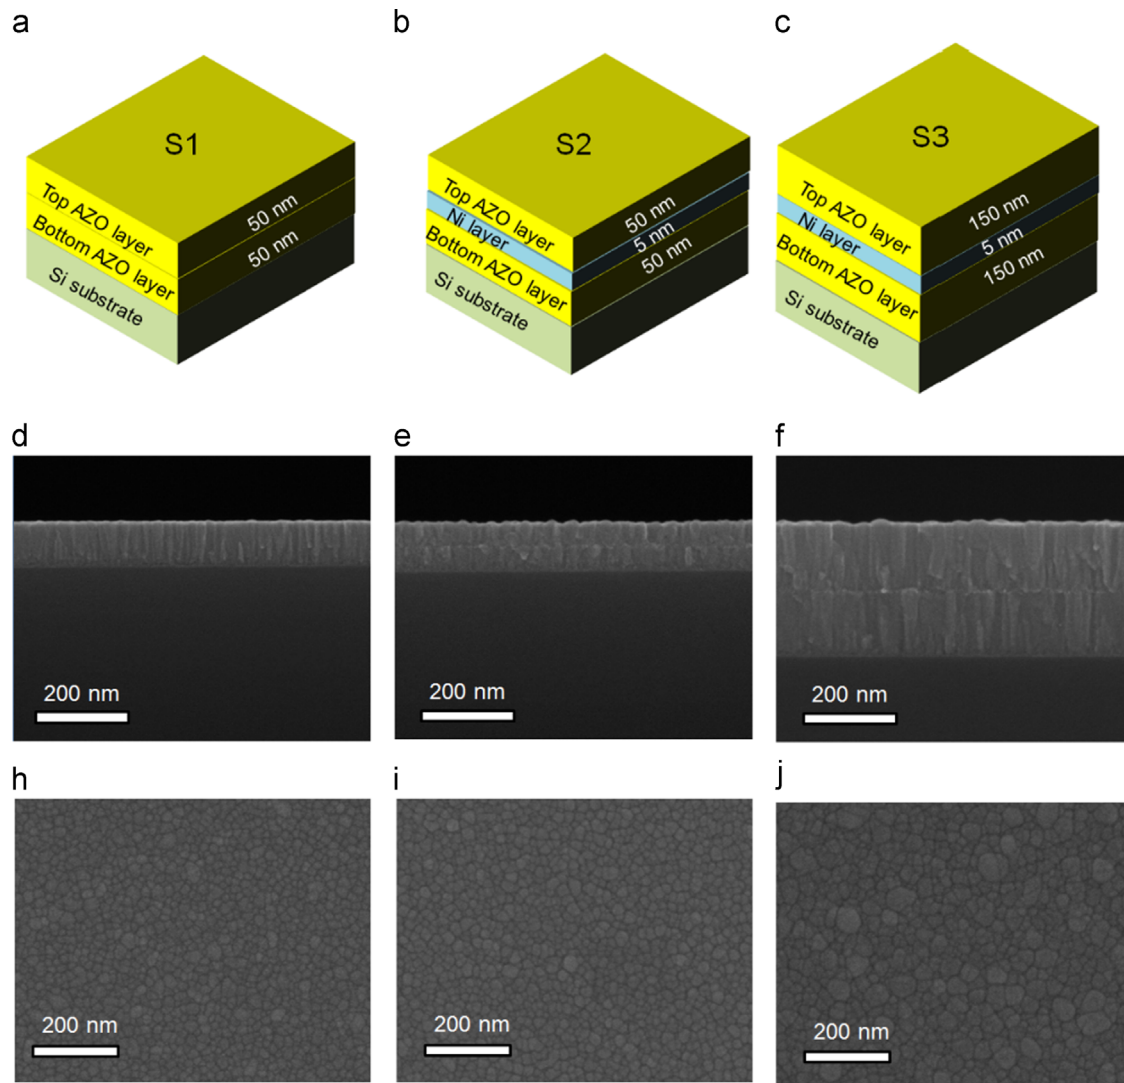 a
b
c
S1
S2
S3
Top AZO layer
Bottom AZO layer
Si substrate
50 nm
50 nm
Top AZO layer
Ni layer
Bottom AZO layer
Si substrate
50 nm
5 nm
50 nm
Top AZO layer
Ni layer
Bottom AZO layer
Si substrate
150 nm
5 nm
150 nm
d
e
f
200 nm
200 nm
200 nm
h
i
j
200 nm
200 nm
200 nm